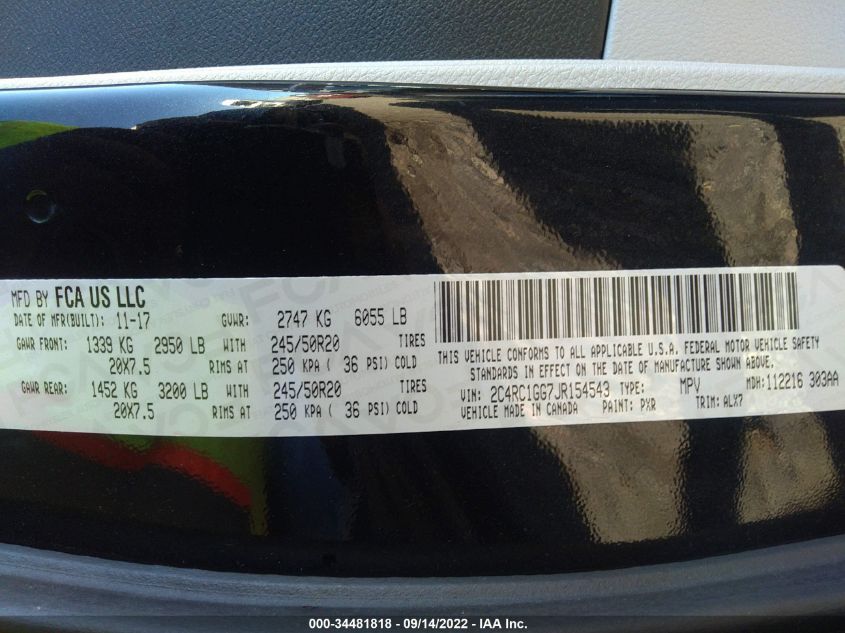 MFD BY FCA US LLC
DATE OF MFR(BUILT): 11-17 GVWR: 2747 KG 6055 LB
GAWR FRONT: 1339 KG 2950 LB WITH 245/50R20 TIRES
20X7.5 RIMS AT 250 KPA ( 36 PSI) COLD
GAWR REAR: 1452 KG 3200 LB WITH 245/50R20 TIRES
20X7.5 RIMS AT 250 KPA ( 36 PSI) COLD
THIS VEHICLE CONFORMS TO ALL APPLICABLE U.S.A. FEDERAL MOTOR VEHICLE SAFETY
STANDARDS IN EFFECT ON THE DATE OF MANUFACTURE SHOWN ABOVE.
VIN: 2C4RC1GG7JR154543 TYPE: MPV MDH: 112216 303AA
VEHICLE MADE IN CANADA PAINT: PXR TRIM: ALX7
000-34481818 - 09/14/2022 - IAA Inc.